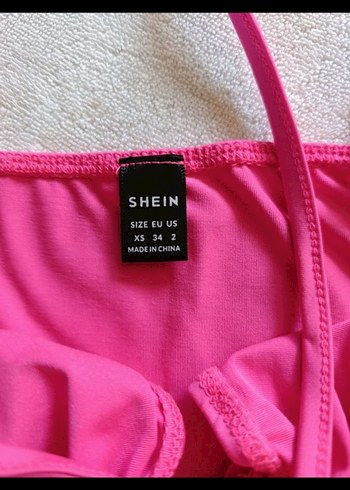 SHEIN
SIZE EU US
XS 34 2
MADE IN CHINA